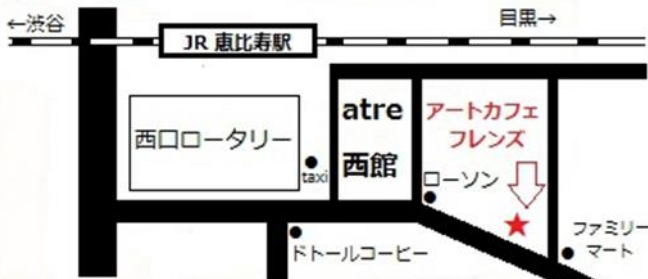 ←渋谷
目黒→
JR 恵比寿駅
西口ロータリー
taxi
atre
西館
アートカフェ
フレンズ
ローソン
ドトールコーヒー
ファミリー
マート